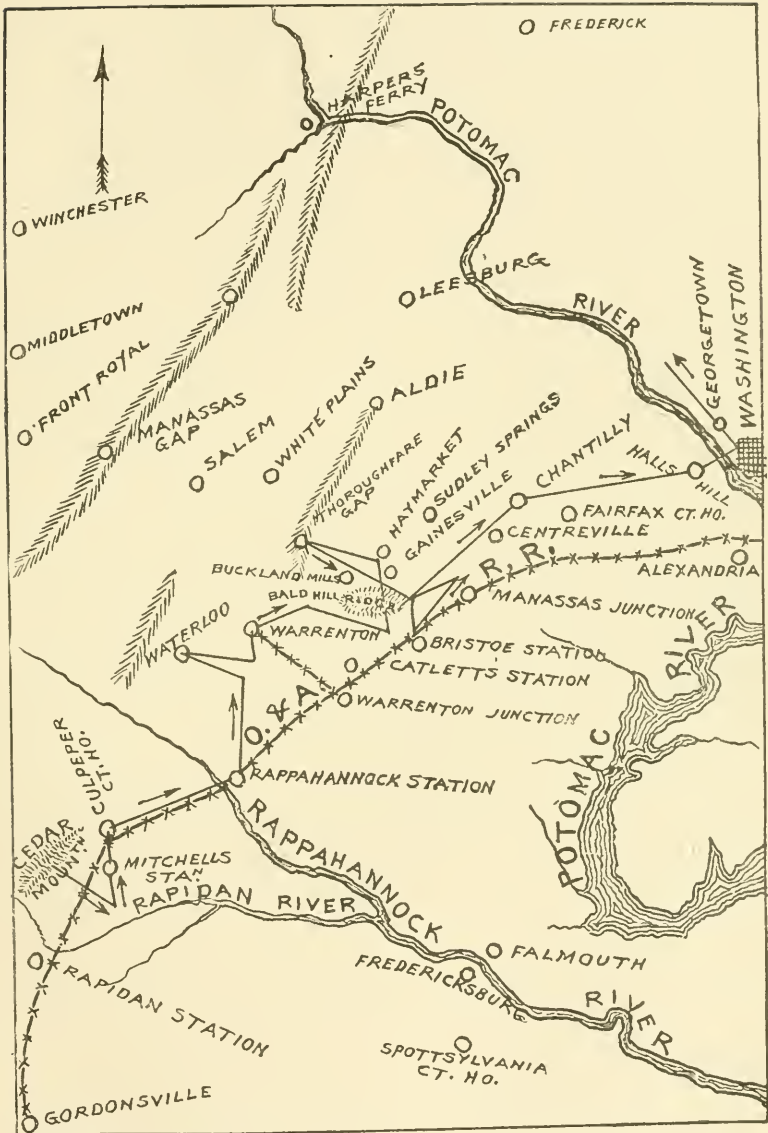 FREDERICK
HARPERS
FERRY
POTOMAC
RIVER
WINCHESTER
LEESBURG
MIDDLETOWN
FRONT ROYAL
MANASSAS
GAP
SALEM
WHITE PLAINS
ALDIE
THOROUGHFARE
GAP
HAYMARKET
SUDLEY SPRINGS
GAINESVILLE
CHANTILLY
HALLS
HILL
GEORGETOWN
WASHINGTON
FAIRFAX CT. HO.
CENTREVILLE
R. R.
ALEXANDRIA
BUCKLAND MILLS
BALD HILL RIDGE
MANASSAS JUNCTION
WATERLOO
WARRENTON
BRISTOE STATION
CATLETT'S STATION
O. & A.
WARRENTON JUNCTION
POTOMAC
RIVER
CULPEPER
CT. HO.
RAPPAHANNOCK STATION
CEDAR
MOUNTN
MITCHELLS
STAN
RAPIDAN RIVER
RAPPAHANNOCK
RIVER
FALMOUTH
FREDERICKSBURG
RAPIDAN STATION
SPOTTSYLVANIA
CT. HO.
GORDONSVILLE